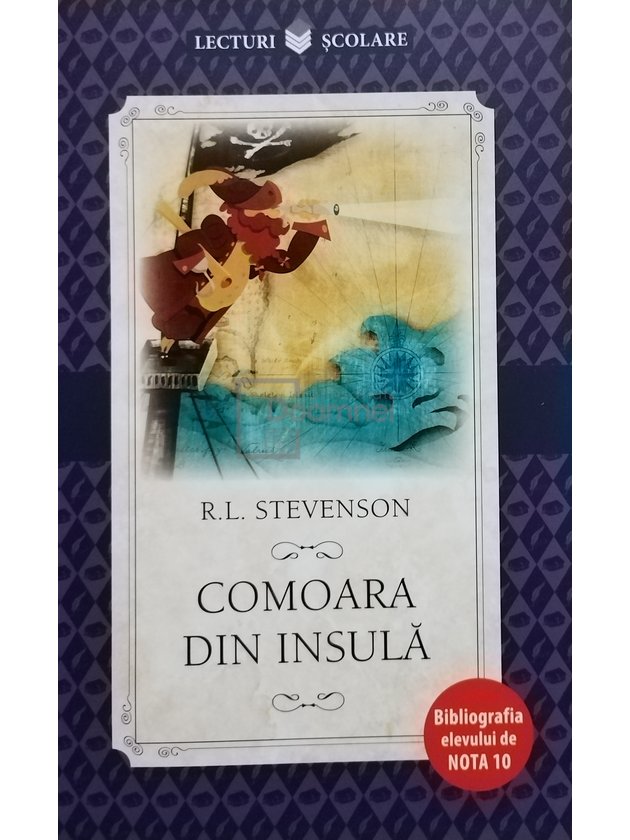 LECTURI ȘCOLARE
R.L. STEVENSON
COMOARA
DIN INSULĂ
Bibliografia
elevului de
NOTA 10